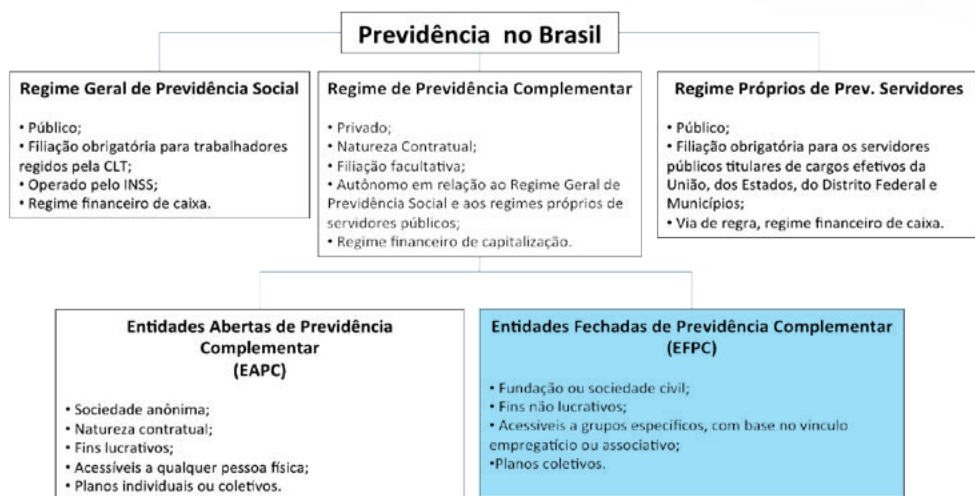 Previdência no Brasil
Regime Geral de Previdência Social
• Público;
• Filiação obrigatória para trabalhadores
regidos pela CLT;
• Operado pelo INSS;
• Regime financeiro de caixa.
Regime de Previdência Complementar
• Privado;
• Natureza Contratual;
• Filiação facultativa;
• Autônomo em relação ao Regime Geral de
Previdência Social e aos regimes próprios de
servidores públicos;
• Regime financeiro de capitalização.
Regime Próprios de Prev. Servidores
• Público;
• Filiação obrigatória para os servidores
públicos titulares de cargos efetivos da
União, dos Estados, do Distrito Federal e
Municípios;
• Via de regra, regime financeiro de caixa.
Entidades Abertas de Previdência
Complementar
(EAPC)
• Sociedade anônima;
• Natureza contratual;
• Fins lucrativos;
• Acessíveis a qualquer pessoa física;
• Planos individuais ou coletivos.
Entidades Fechadas de Previdência Complementar
(EFPC)
• Fundação ou sociedade civil;
• Fins não lucrativos;
• Acessíveis a grupos específicos, com base no vinculo
empregatício ou associativo;
•Planos coletivos.